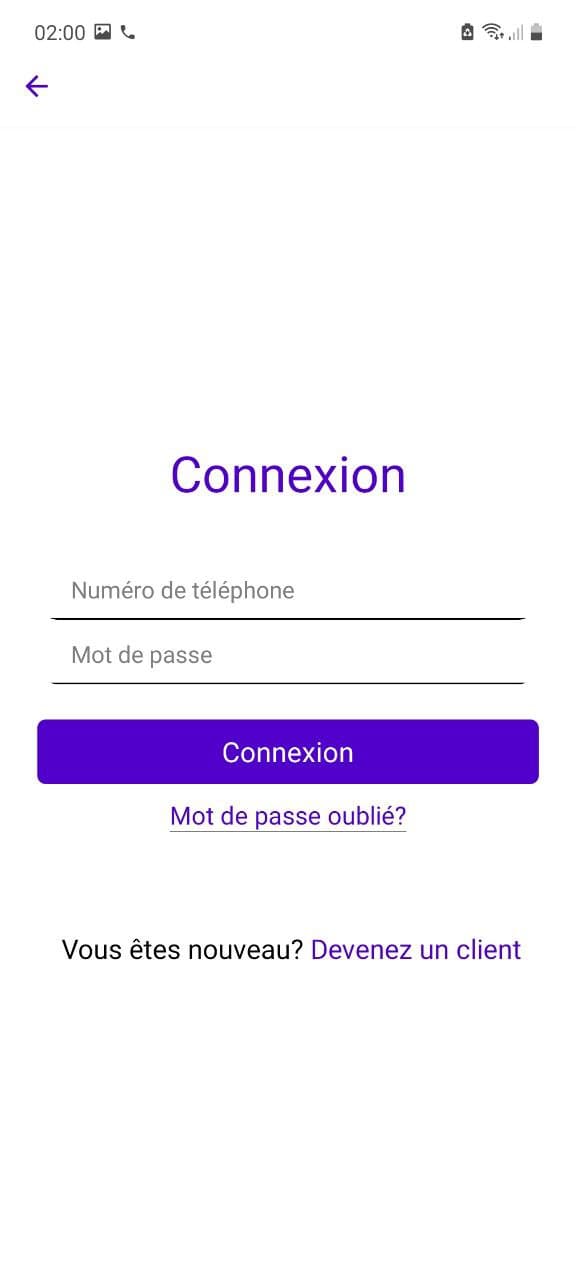 02:00
Connexion
Numéro de téléphone
Mot de passe
Connexion
Mot de passe oublié?
Vous êtes nouveau? Devenez un client